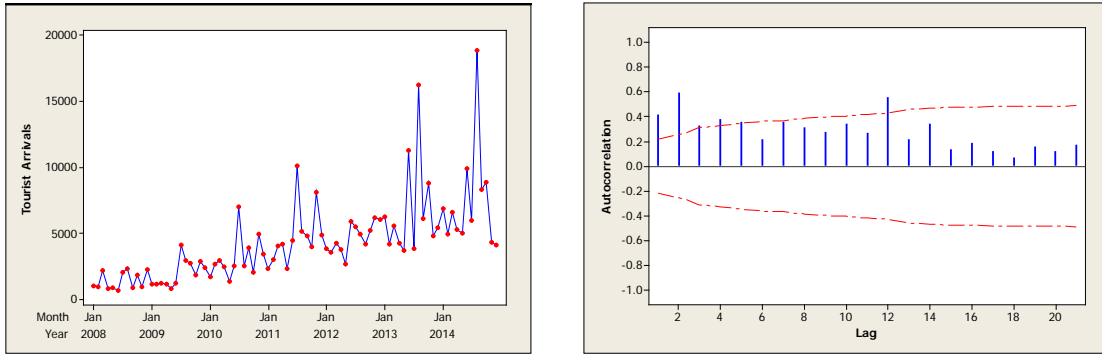 20000
15000
10000
5000
0
Tourist Arrivals
Month Jan Jan Jan Jan Jan Jan Jan
Year 2008 2009 2010 2011 2012 2013 2014
1.0
0.8
0.6
0.4
0.2
0.0
-0.2
-0.4
-0.6
-0.8
-1.0
Autocorrelation
2 4 6 8 10 12 14 16 18 20
Lag